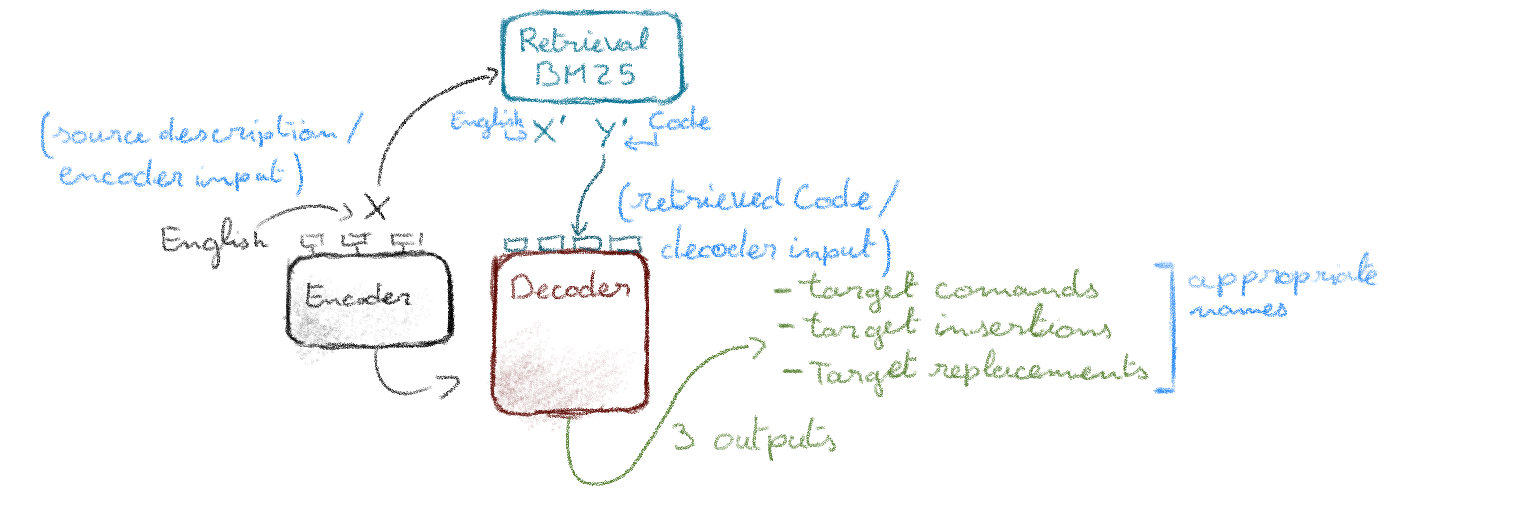 Retrieval
BM25
English X' Y' Code
(source description /
encoder input)
X
English
(retrieved Code /
decoder input)
Encoder
Decoder
- target comands
- target insertions
- Target replacements
appropriate
names
3 outputs